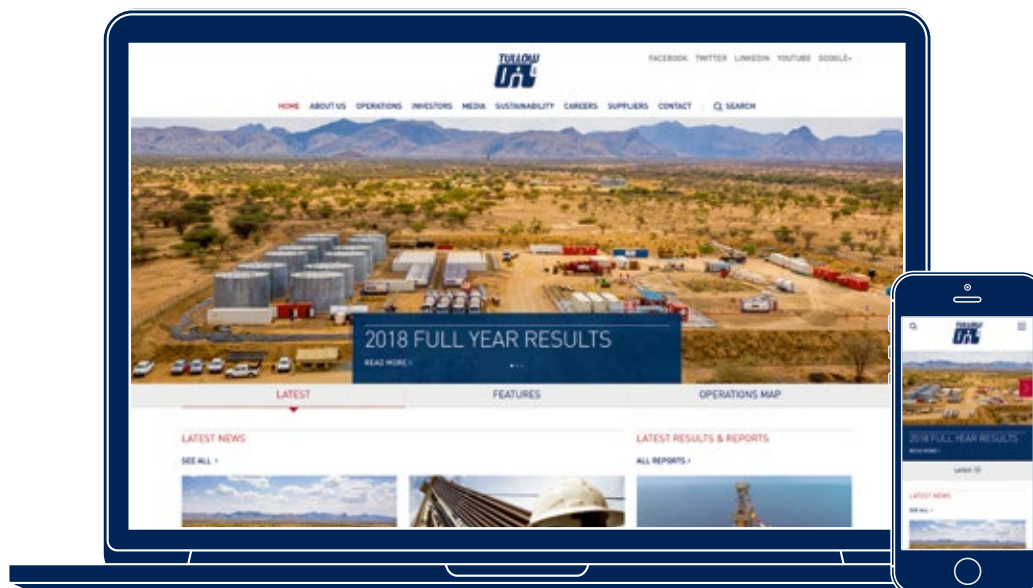 TULLOW
OIL
FACEBOOK TWITTER LINKEDIN YOUTUBE GOOGLE+
HOME ABOUT US OPERATIONS INVESTORS MEDIA SUSTAINABILITY CAREERS SUPPLIERS CONTACT SEARCH
2018 FULL YEAR RESULTS
READ MORE >
LATEST FEATURES OPERATIONS MAP
LATEST NEWS LATEST RESULTS & REPORTS
SEE ALL > ALL REPORTS >
TULLOW
OIL
2018 FULL YEAR RESULTS
READ MORE >
LATEST
LATEST NEWS
SEE ALL >